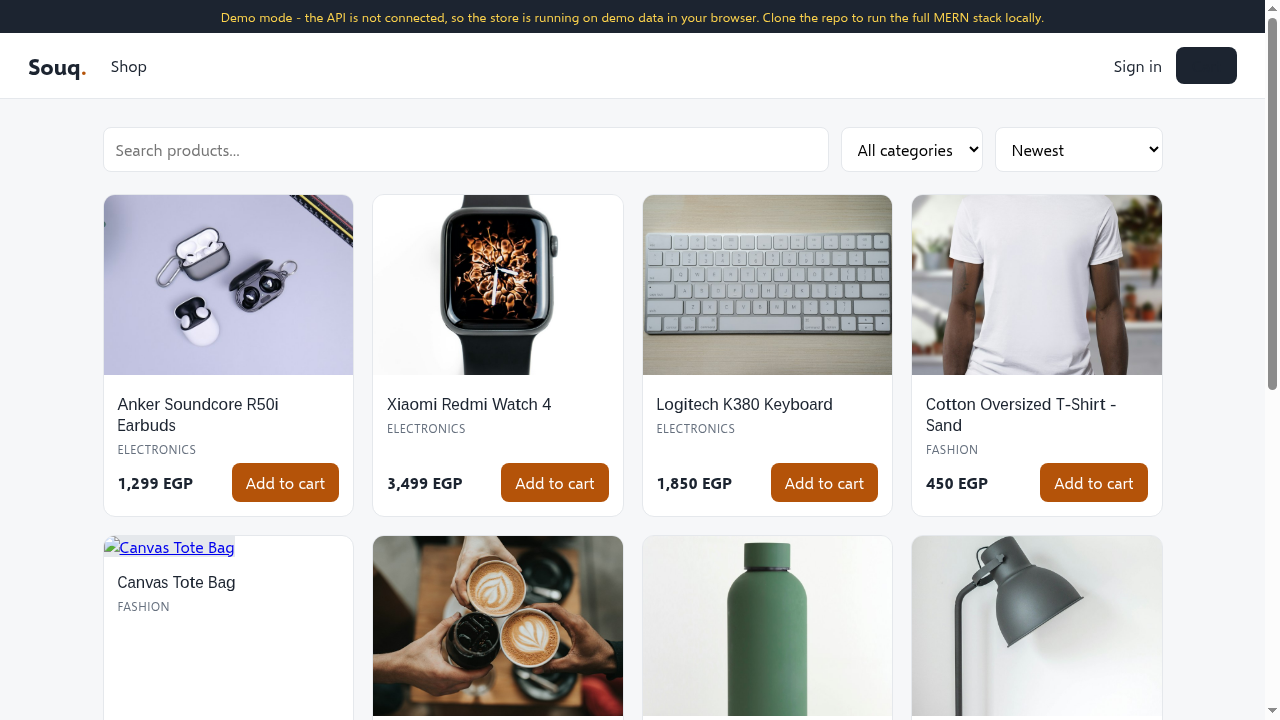 Demo mode - the API is not connected, so the store is running on demo data in your browser. Clone the repo to run the full MERN stack locally.
Souq.
Shop
Sign in
Search products...
All categories
Newest
Anker Soundcore R50i
Earbuds
ELECTRONICS
1,299 EGP
Add to cart
Xiaomi Redmi Watch 4
ELECTRONICS
3,499 EGP
Add to cart
Logitech K380 Keyboard
ELECTRONICS
1,850 EGP
Add to cart
Cotton Oversized T-Shirt -
Sand
FASHION
450 EGP
Add to cart
Canvas Tote Bag
Canvas Tote Bag
FASHION